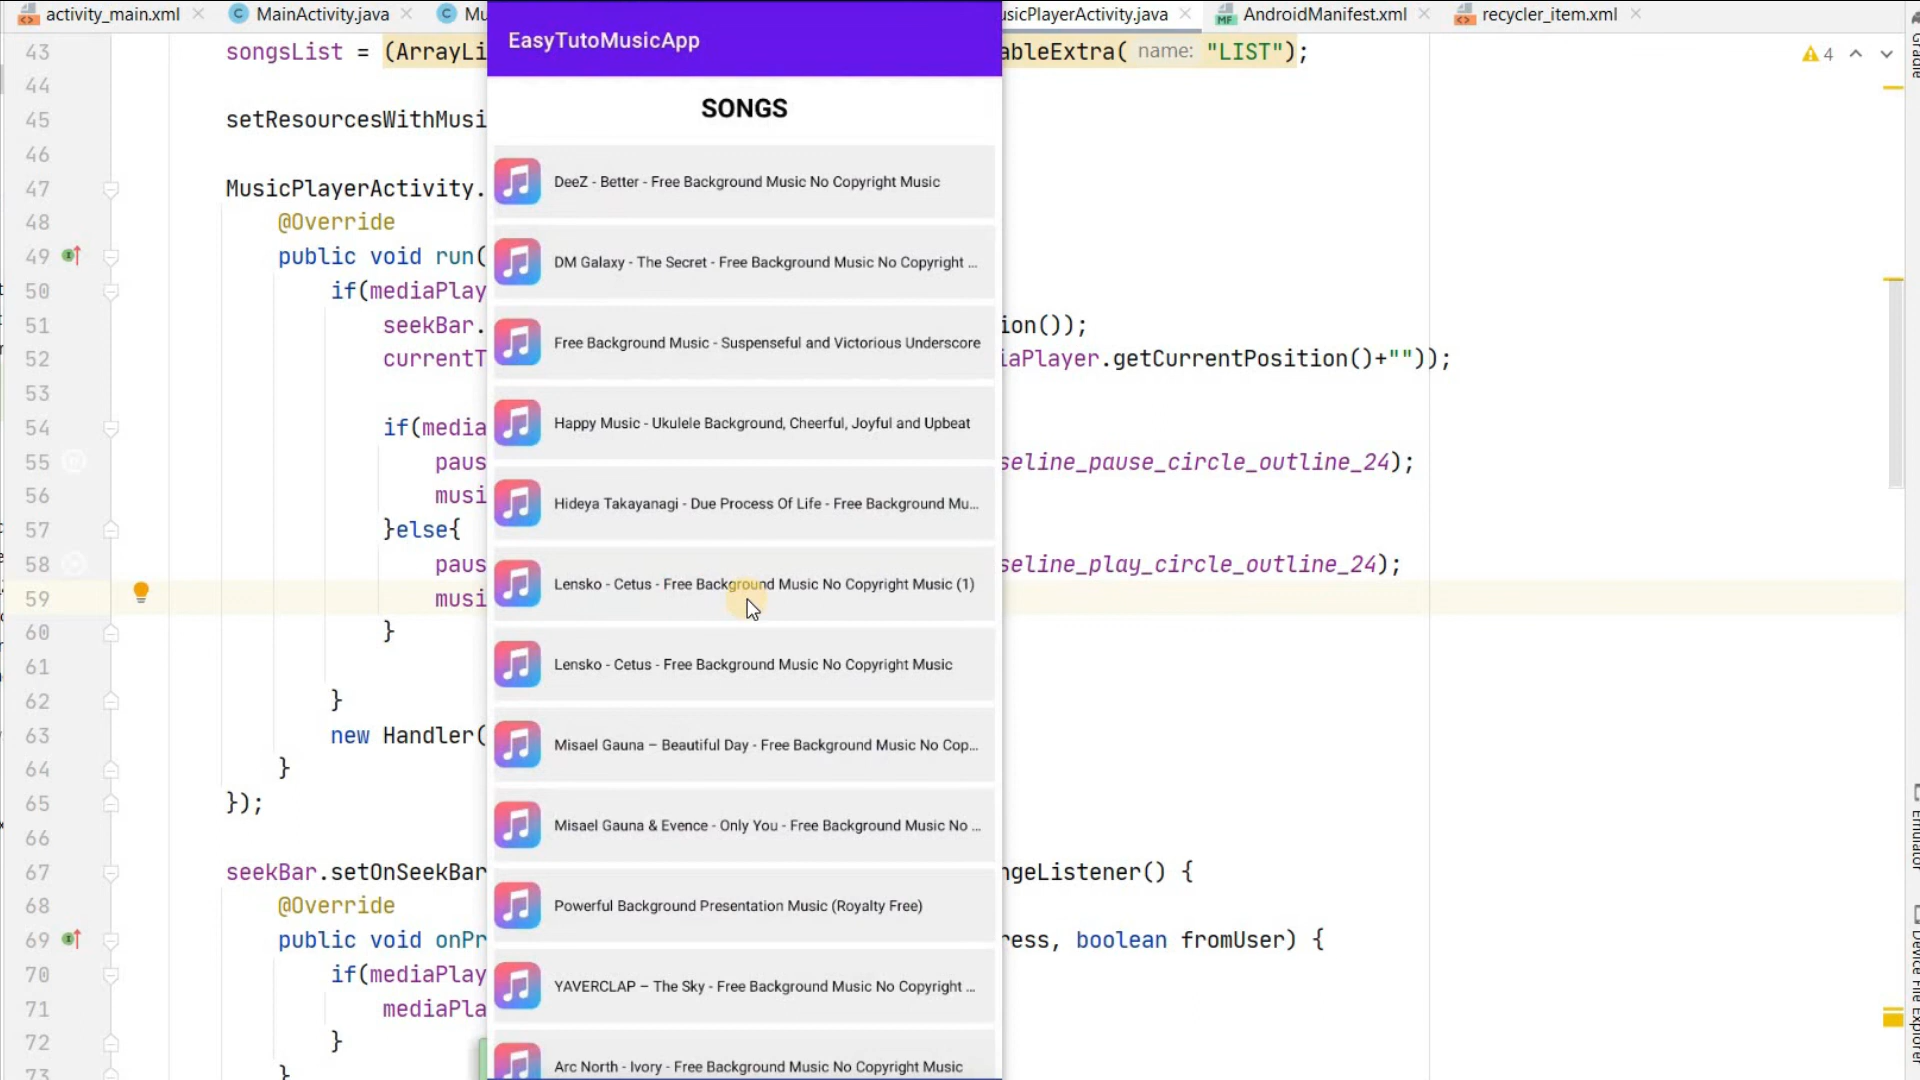 activity_main.xml
MainActivity.java
Mu
usicPlayerActivity.java
AndroidManifest.xml
recycler_item.xml
EasyTutoMusicApp
SONGS
DeeZ - Better - Free Background Music No Copyright Music
DM Galaxy - The Secret - Free Background Music No Copyright ...
Free Background Music - Suspenseful and Victorious Underscore
Happy Music - Ukulele Background, Cheerful, Joyful and Upbeat
Hideya Takayanagi - Due Process Of Life - Free Background Mu...
Lensko - Cetus - Free Background Music No Copyright Music (1)
Lensko - Cetus - Free Background Music No Copyright Music
Misael Gauna – Beautiful Day - Free Background Music No Cop...
Misael Gauna & Evence - Only You - Free Background Music No ...
Powerful Background Presentation Music (Royalty Free)
YAVERCLAP – The Sky - Free Background Music No Copyright ...
Arc North - Ivory - Free Background Music No Copyright Music
43 songsList = (ArrayLi ableExtra( name: "LIST");
44
45 setResourcesWithMusi
46
47 MusicPlayerActivity.
48 @Override
49 public void run(
50 if(mediaPlay
51 seekBar. ion());
52 currentT iaPlayer.getCurrentPosition()+""));
53
54 if(media
55 paus seline_pause_circle_outline_24);
56 musi
57 }else{
58 paus seline_play_circle_outline_24);
59 musi
60 }
61
62 }
63 new Handler(
64 }
65 });
66
67 seekBar.setOnSeekBar ngeListener() {
68 @Override
69 public void onPr ress, boolean fromUser) {
70 if(mediaPlay
71 mediaPla
72 }
73 }
4
Gradle
Emulator
Device File Explorer